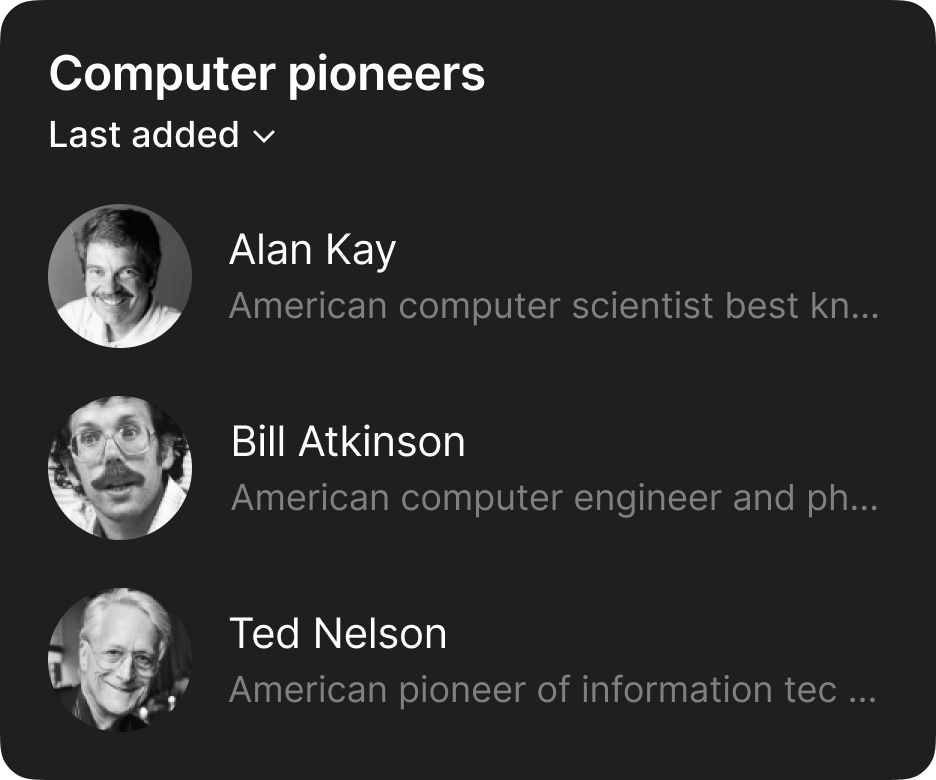 Computer pioneers
Last added
Alan Kay
American computer scientist best kn...
Bill Atkinson
American computer engineer and ph...
Ted Nelson
American pioneer of information tec ...